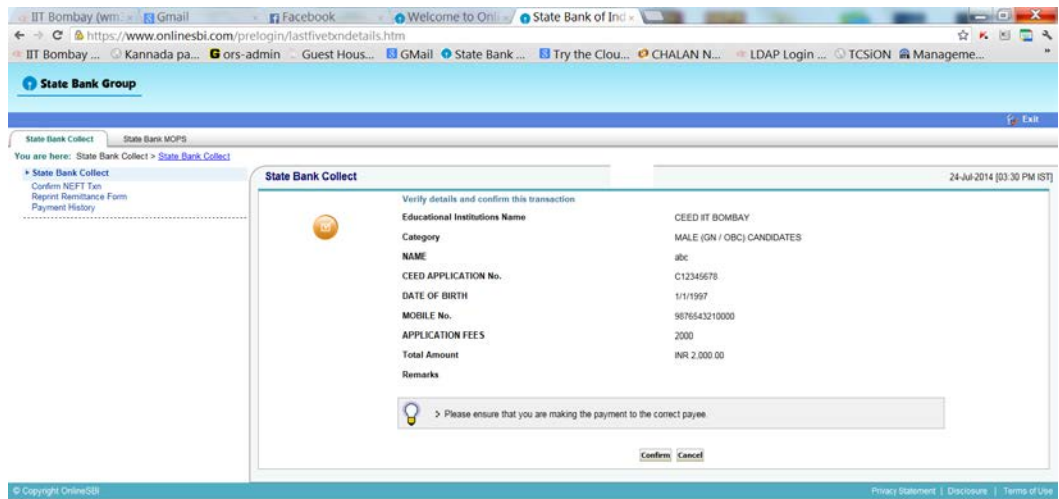 IIT Bombay (wm
Gmail
Facebook
Welcome to Onli
State Bank of Ind
https://www.onlinesbi.com/prelogin/lastfivetxndetails.htm
IIT Bombay ... Kannada pa... ors-admin Guest Hous... GMail State Bank ... Try the Clou... CHALAN N... LDAP Login ... TCSiON Manageme...
State Bank Group
Exit
State Bank Collect State Bank MOPS
You are here: State Bank Collect > State Bank Collect
State Bank Collect
Confirm NEFT Txn
Reprint Remittance Form
Payment History
State Bank Collect 24-Jul-2014 [03:30 PM IST]
Verify details and confirm this transaction
Educational Institutions Name CEED IIT BOMBAY
Category MALE (GN / OBC) CANDIDATES
NAME abc
CEED APPLICATION No. C12345678
DATE OF BIRTH 1/1/1997
MOBILE No. 9876543210000
APPLICATION FEES 2000
Total Amount INR 2,000.00
Remarks
> Please ensure that you are making the payment to the correct payee.
Confirm Cancel
© Copyright OnlineSBI Privacy Statement | Disclosure | Terms of Use